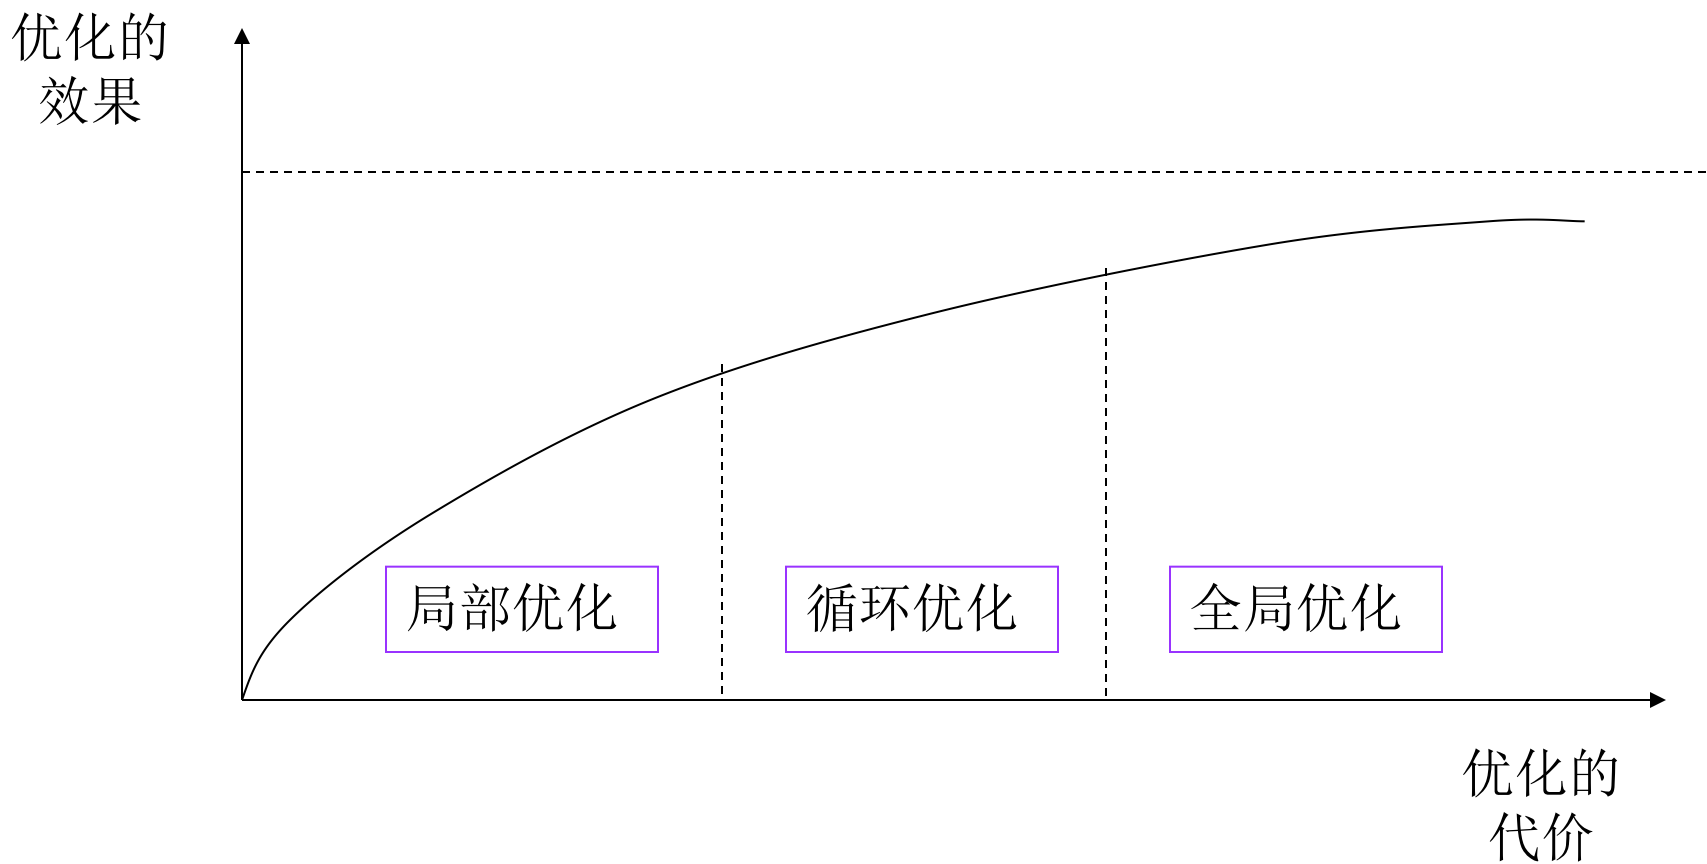 优化的
效果
局部优化
循环优化
全局优化
优化的
代价